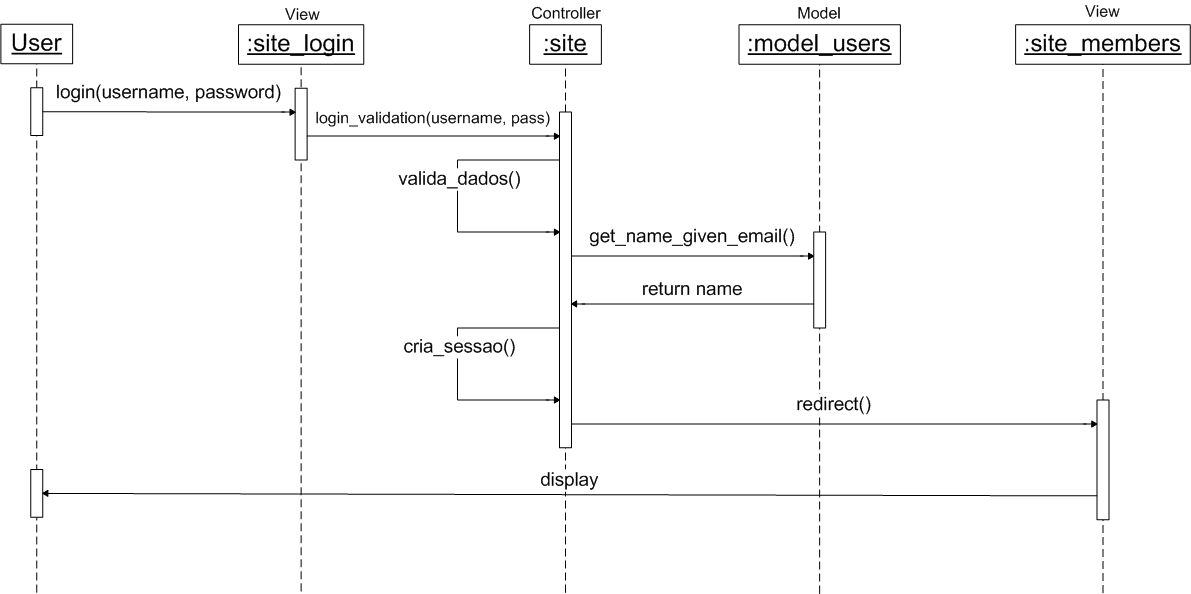 View
Controller
Model
View
User
:site_login
:site
:model_users
:site_members
login(username, password)
login_validation(username, pass)
valida_dados()
get_name_given_email()
return name
cria_sessao()
redirect()
display